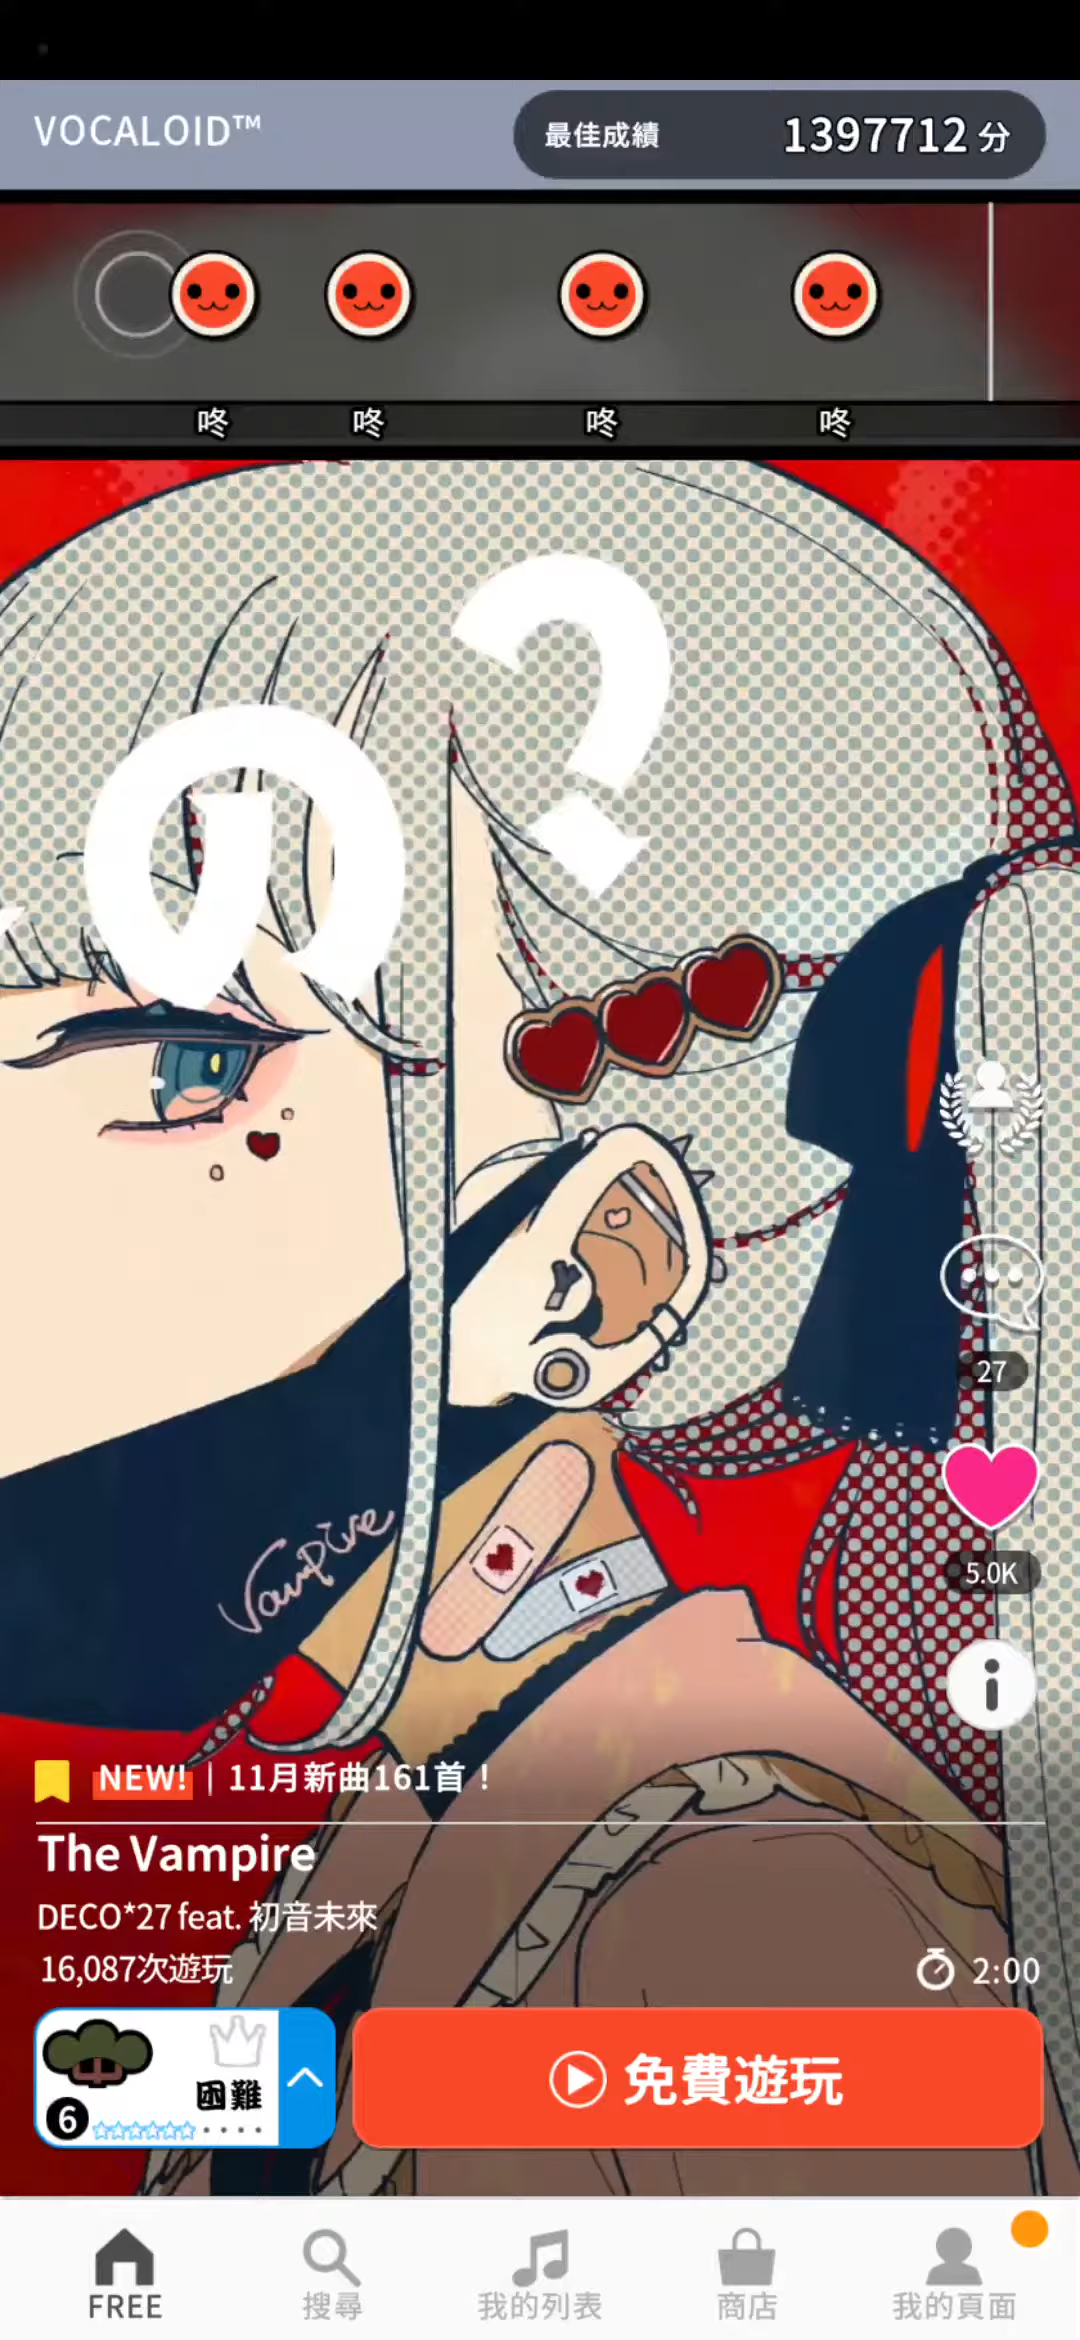 VOCALOID™
最佳成績 1397712 分
咚 咚 咚 咚
?
の
Vampire
27
5.0K
NEW! | 11月新曲161首！
The Vampire
DECO*27 feat. 初音未來
16,087次遊玩
2:00
困難
6
免費遊玩
FREE 搜尋 我的列表 商店 我的頁面